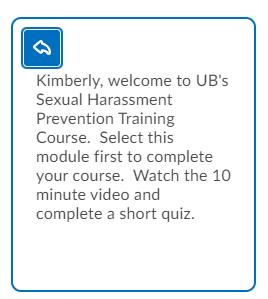 Kimberly, welcome to UB's
Sexual Harassment
Prevention Training
Course.  Select this
module first to complete
your course.  Watch the 10
minute video and
complete a short quiz.